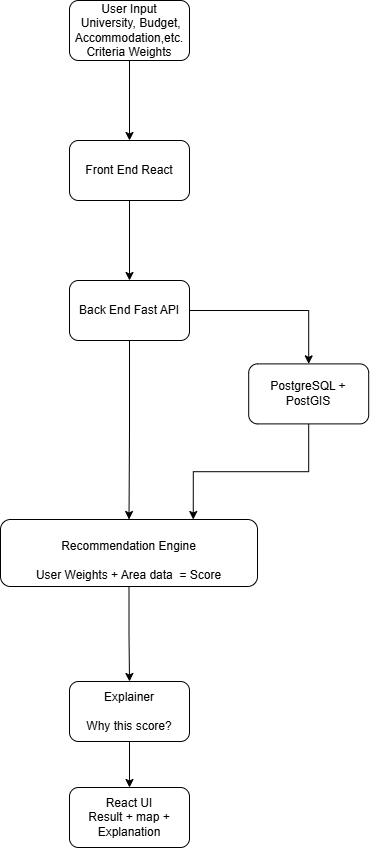 User Input
University, Budget,
Accommodation,etc.
Criteria Weights
Front End React
Back End Fast API
PostgreSQL +
PostGIS
Recommendation Engine
User Weights + Area data = Score
Explainer
Why this score?
React UI
Result + map +
Explanation